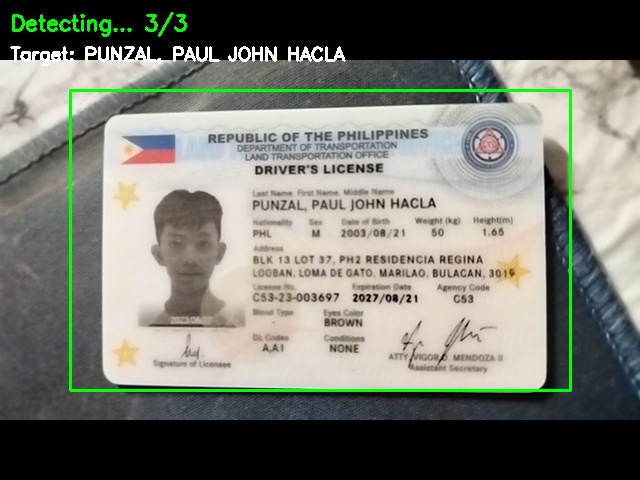 Detecting... 3/3
Target: PUNZAL, PAUL JOHN HACLA
REPUBLIC OF THE PHILIPPINES
DEPARTMENT OF TRANSPORTATION
LAND TRANSPORTATION OFFICE
DRIVER'S LICENSE
Last Name, First Name, Middle Name
PUNZAL, PAUL JOHN HACLA
Nationality Sex Date of Birth Weight (kg) Height(m)
PHL M 2003/08/21 50 1.65
Address
BLK 13 LOT 37, PH2 RESIDENCIA REGINA
LOOBAN, LOMA DE GATO, MARILAO, BULACAN, 3019
License No. Expiration Date Agency Code
C53-23-003697 2027/08/21 C53
Blood Type Eyes Color
BROWN
DL Codes Conditions
A,A1 NONE
Signature of Licensee
ATTY. VIGOR D. MENDOZA II
Assistant Secretary